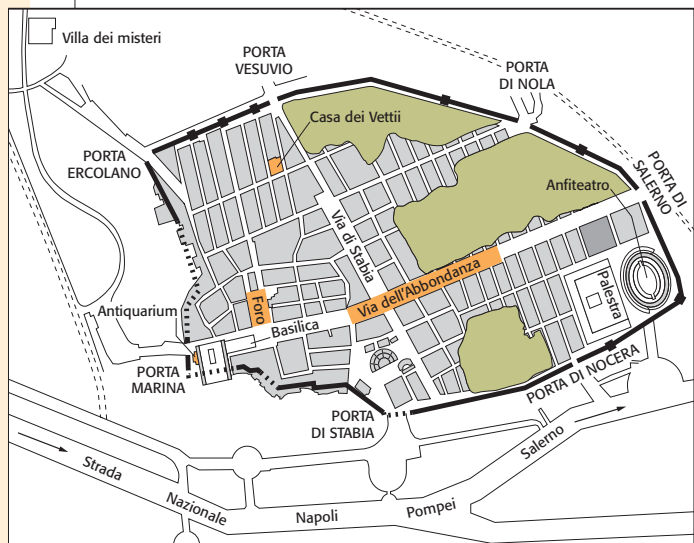 Villa dei misteri
PORTA
VESUVIO
PORTA
DI NOLA
Casa dei Vettii
PORTA
ERCOLANO
PORTA DI
SALERNO
Anfiteatro
Via di Stabia
Via dell'Abbondanza
Palestra
Foro
Antiquarium
Basilica
PORTA
MARINA
PORTA DI NOCERA
PORTA
DI STABIA
Salerno
Strada
Nazionale
Napoli
Pompei